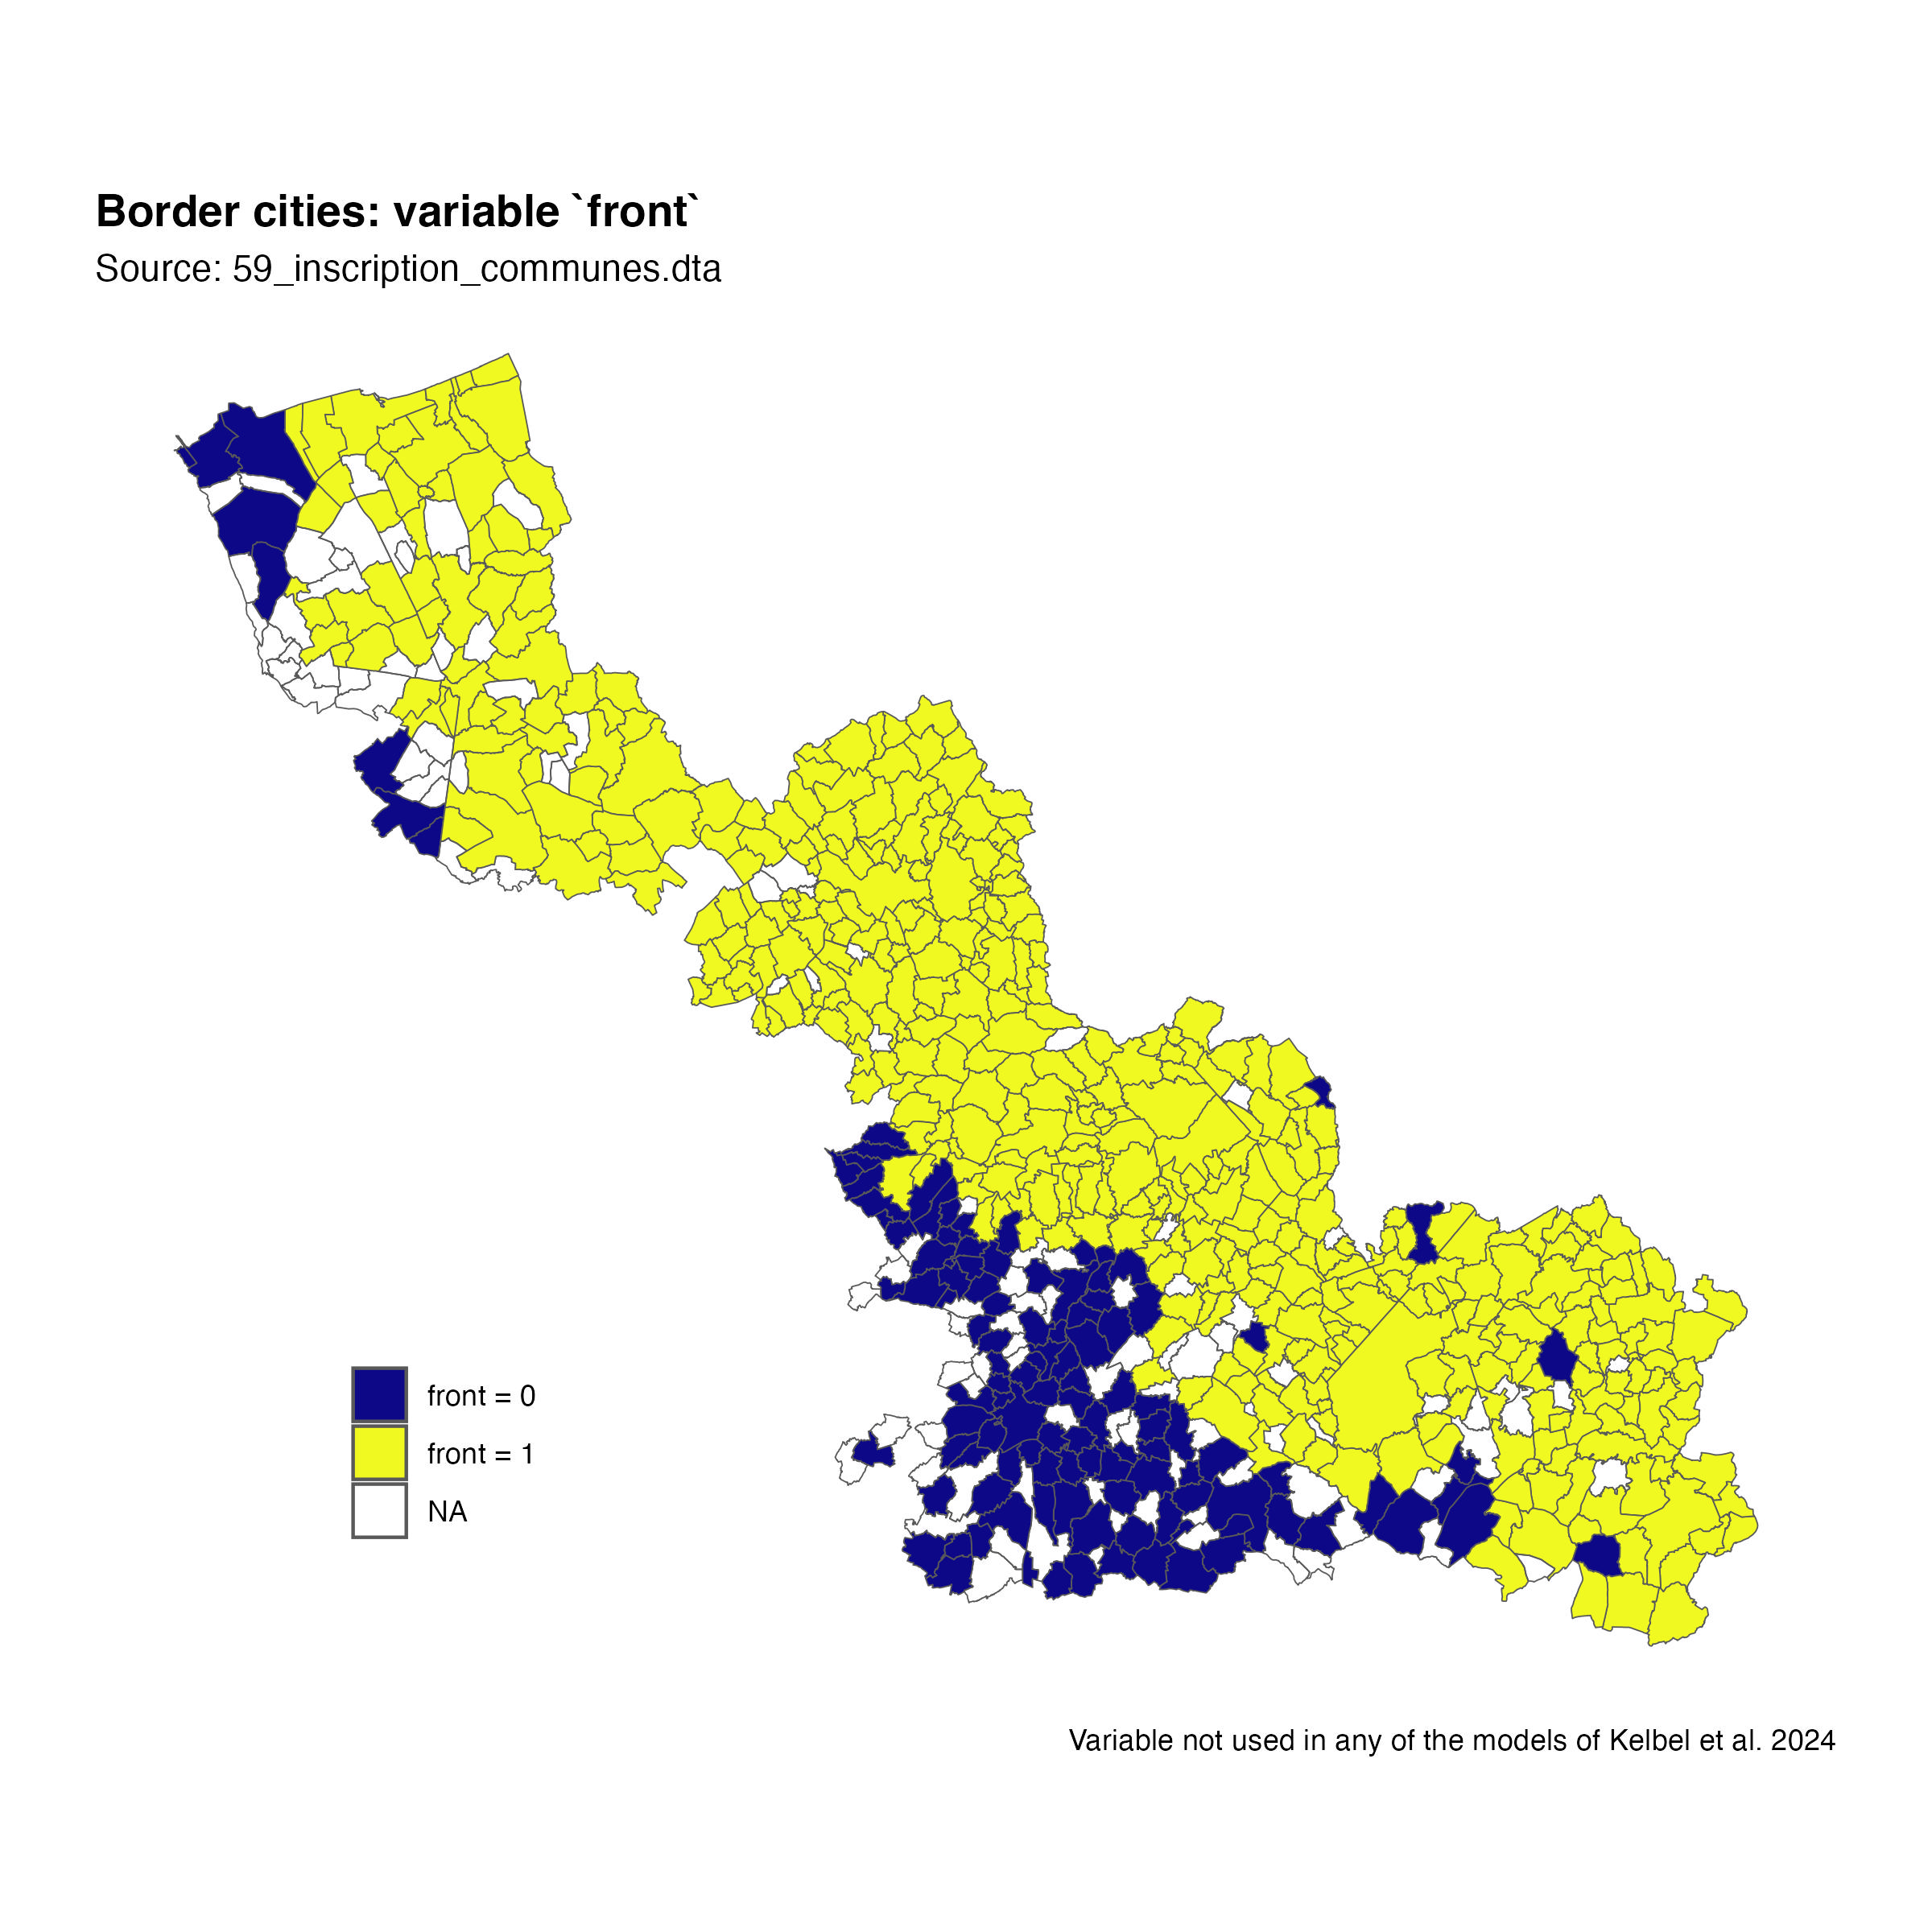 Border cities: variable `front`
Source: 59_inscription_communes.dta
front = 0
front = 1
NA
Variable not used in any of the models of Kelbel et al. 2024